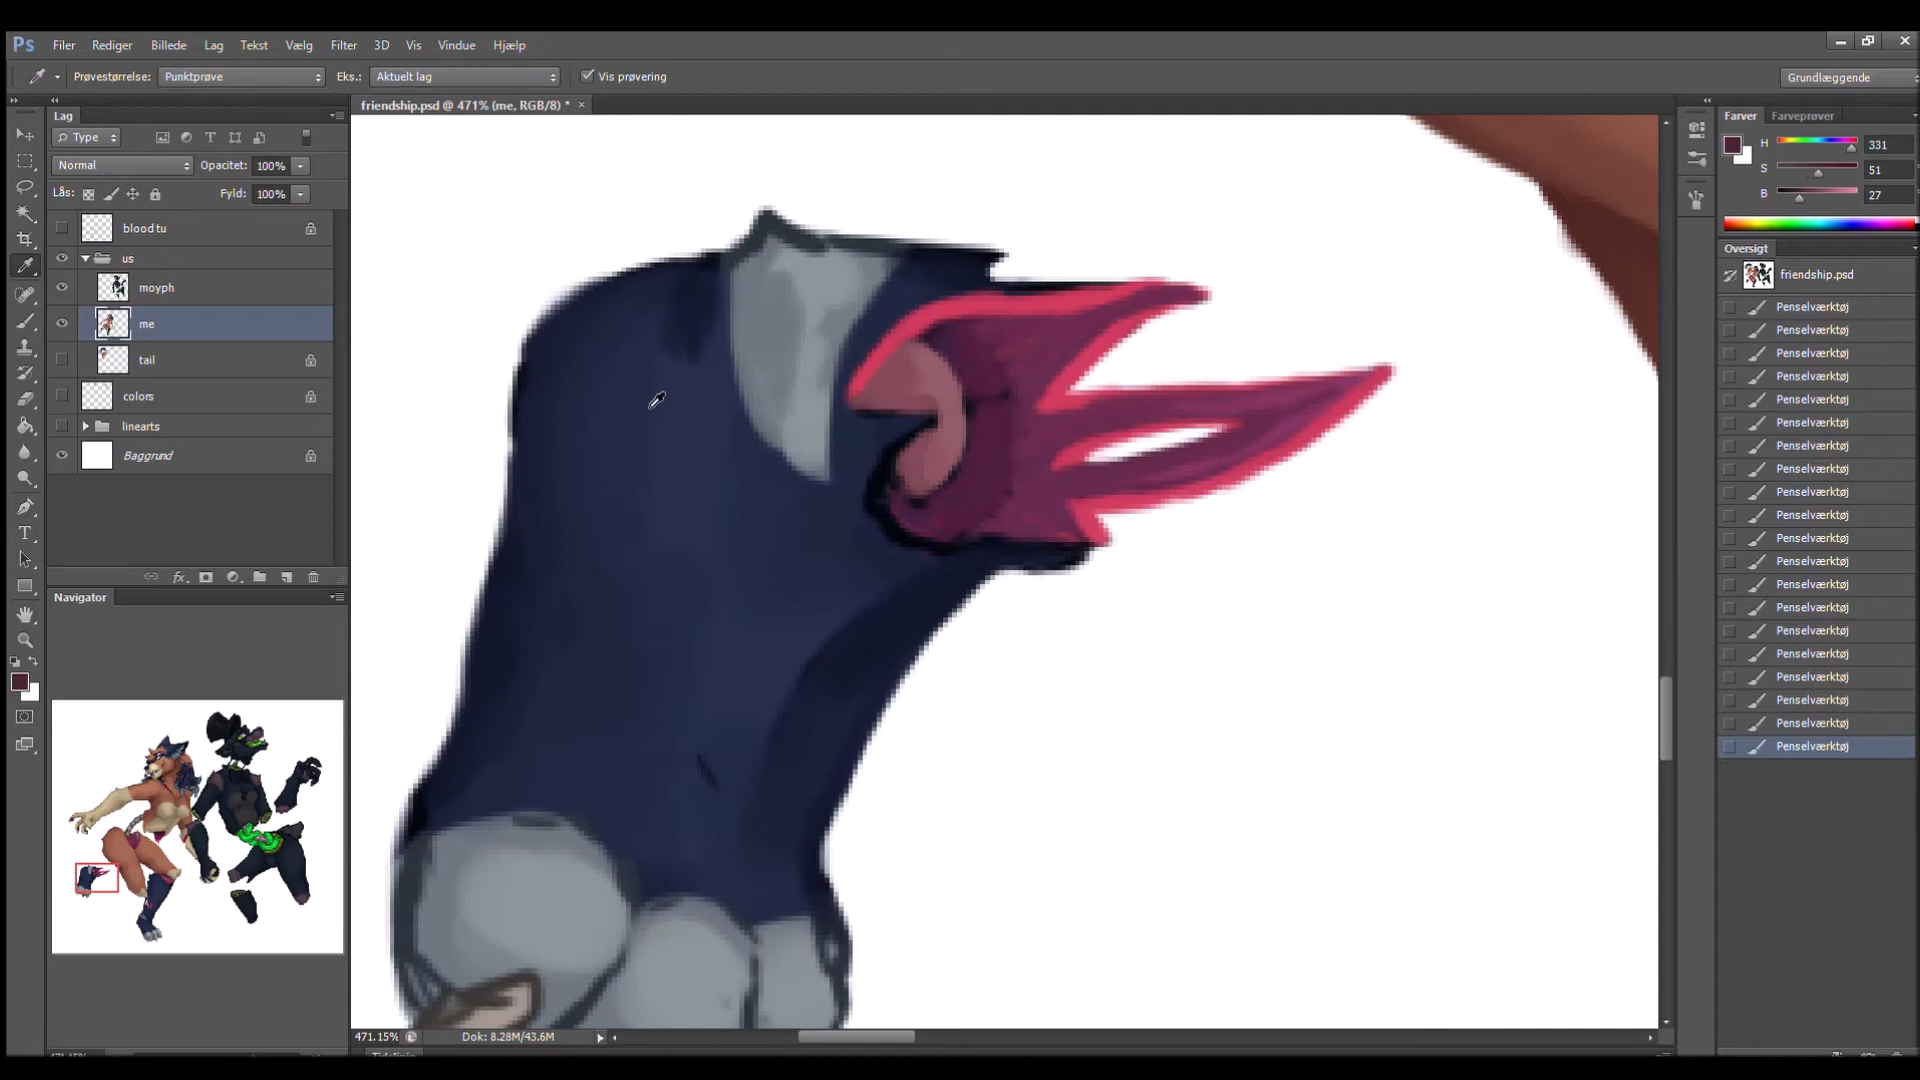 Ps Filer Rediger Billede Lag Tekst Vælg Filter 3D Vis Vindue Hjælp
Prøvestørrelse: Punktprøve Eks.: Aktuelt lag Vis prøvering Grundlæggende
Lag
friendship.psd @ 471% (me, RGB/8) *
Farver Farveprøver
Type
H 331
Normal Opacitet: 100%
S 51
Lås: Fyld: 100%
B 27
blood tu
us
Oversigt
moyph
friendship.psd
Penselværktøj
me
Penselværktøj
Penselværktøj
tail
Penselværktøj
colors
Penselværktøj
linearts
Penselværktøj
Baggrund
Penselværktøj
Penselværktøj
Penselværktøj
Penselværktøj
Penselværktøj
Penselværktøj
Penselværktøj
Navigator
Penselværktøj
Penselværktøj
Penselværktøj
Penselværktøj
Penselværktøj
Penselværktøj
Penselværktøj
471.15% Dok: 8.28M/43.6M